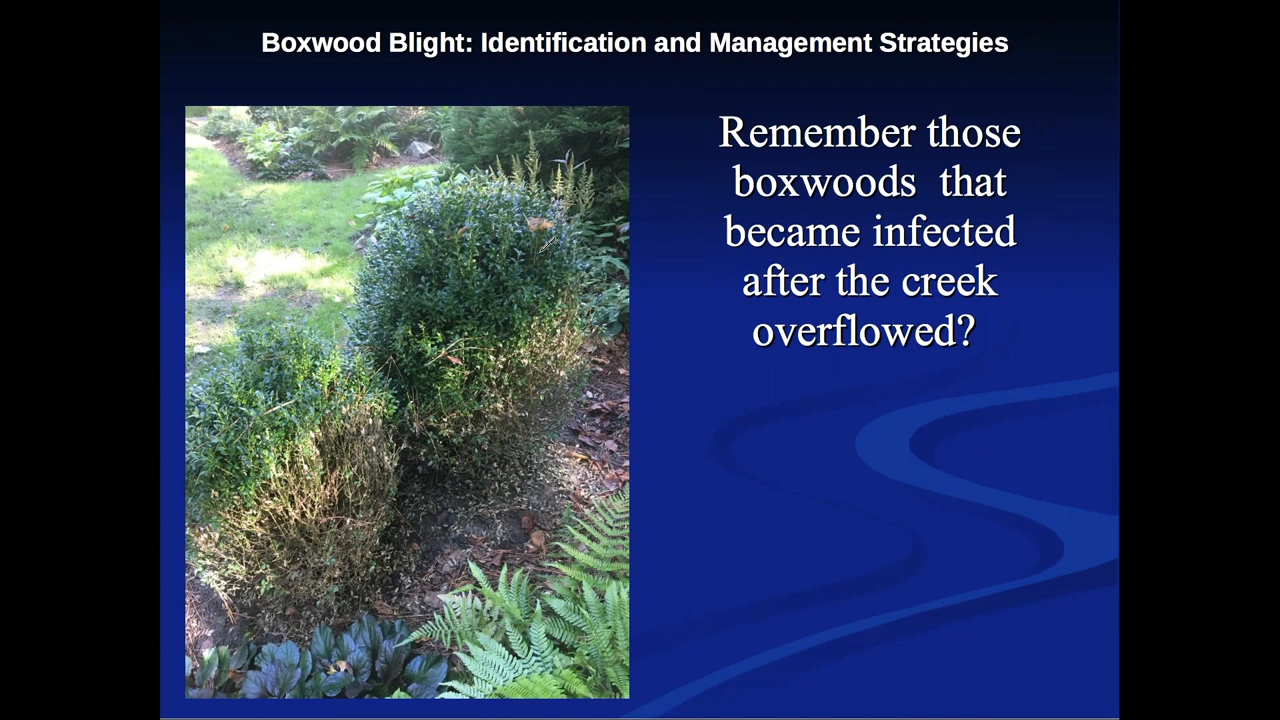 Boxwood Blight: Identification and Management Strategies
Remember those
boxwoods that
became infected
after the creek
overflowed?